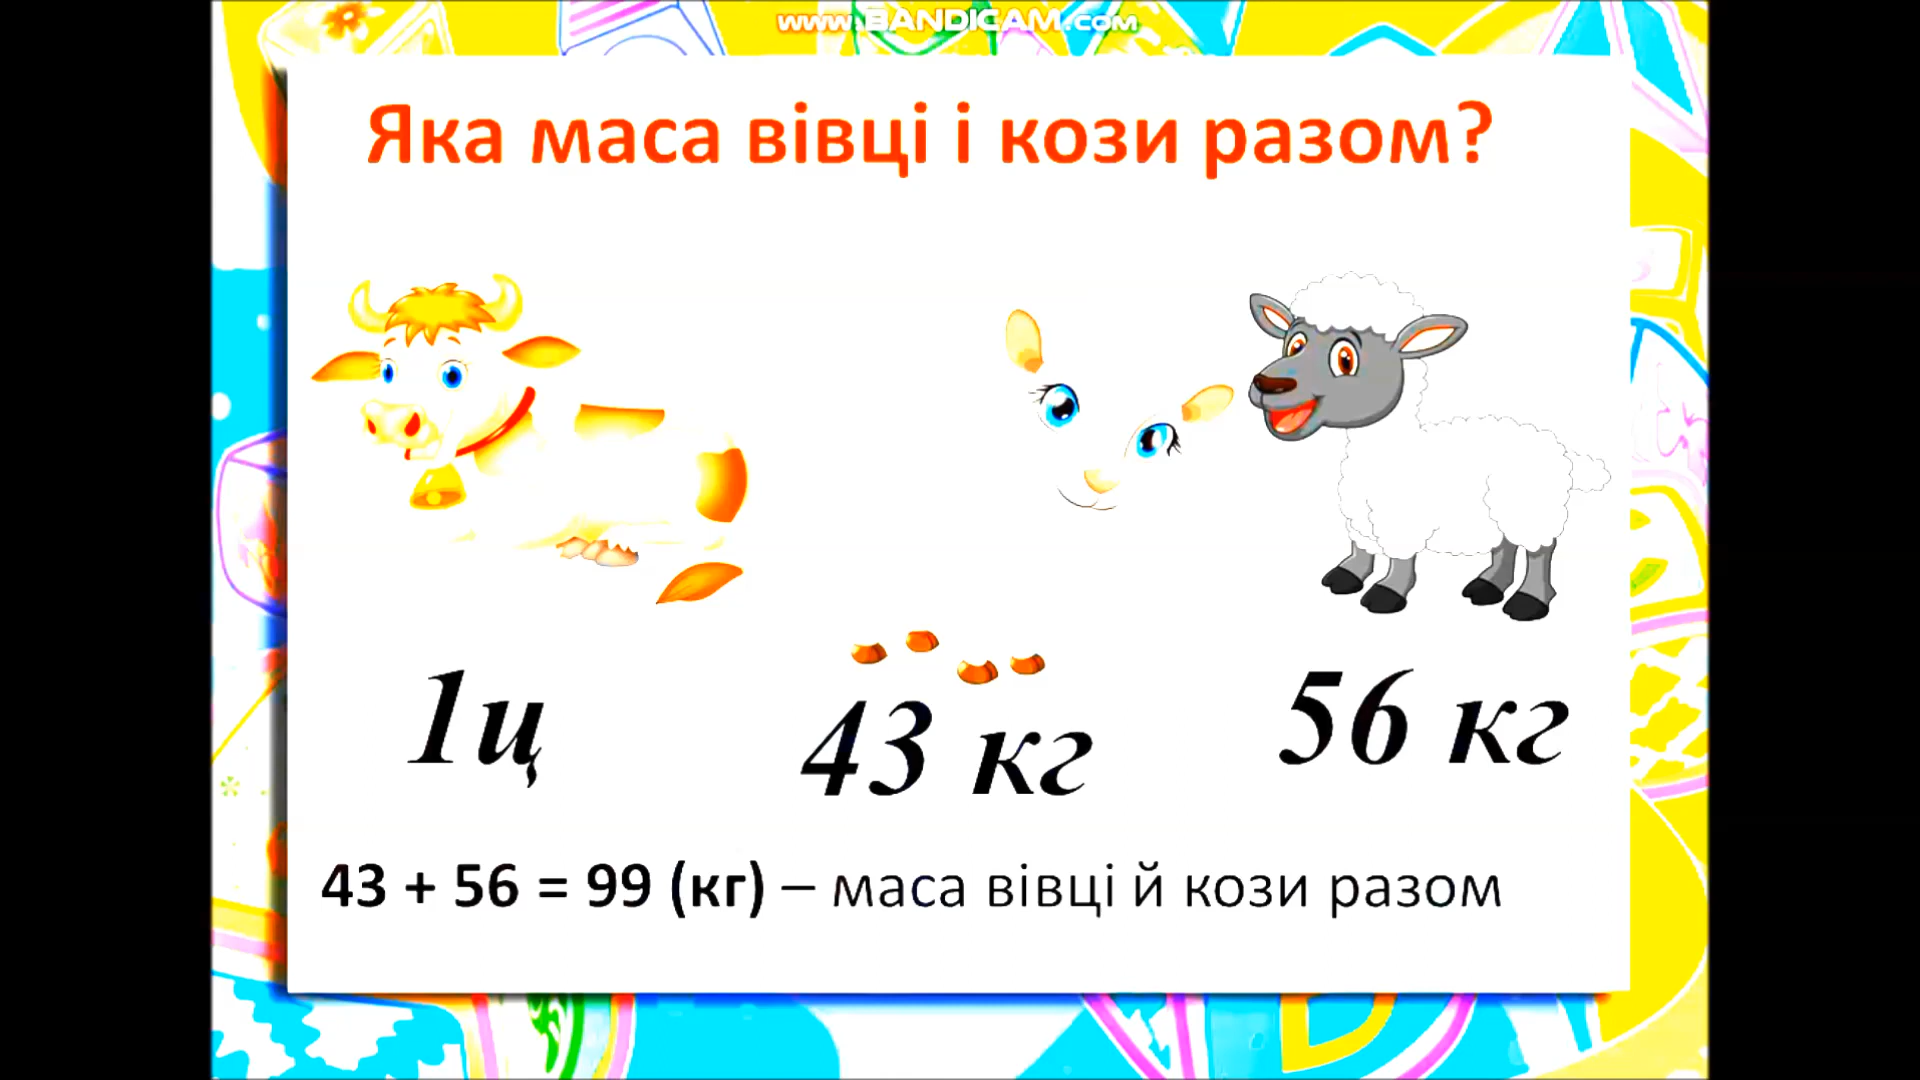 www.BANDICAM.com
Яка маса вівці і кози разом?
1ц
43 кг
56 кг
43 + 56 = 99 (кг) – маса вівці й кози разом